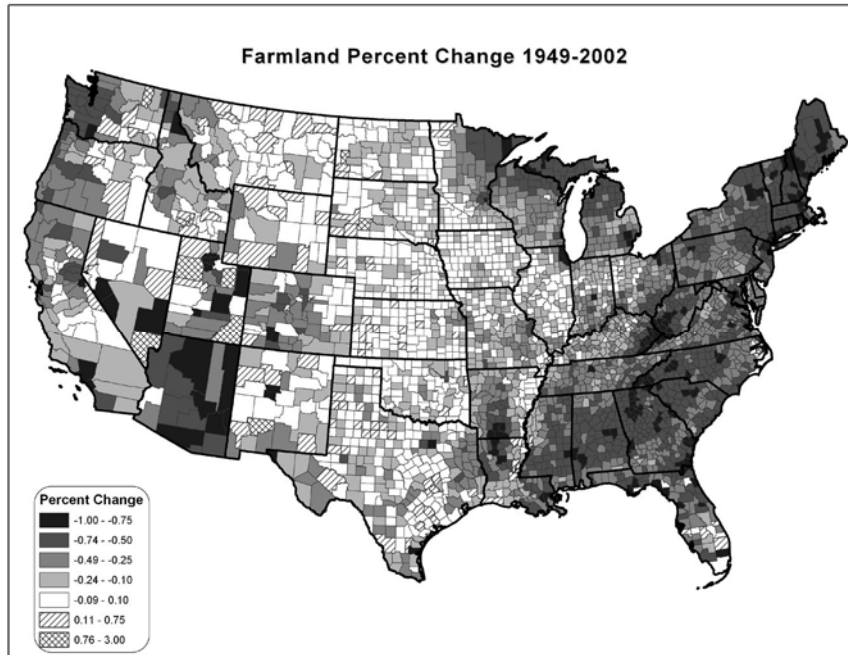 Farmland Percent Change 1949-2002
Percent Change
-1.00 - -0.75
-0.74 - -0.50
-0.49 - -0.25
-0.24 - -0.10
-0.09 - 0.10
0.11 - 0.75
0.76 - 3.00